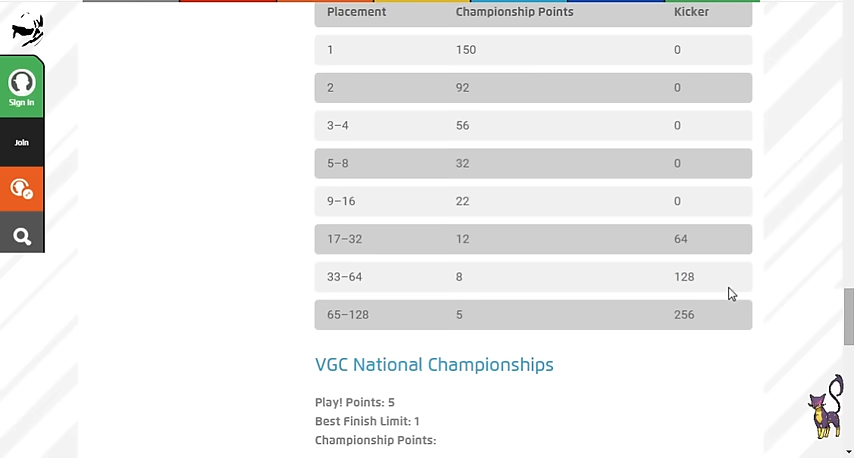 Placement Championship Points Kicker
1 150 0
2 92 0
3–4 56 0
5–8 32 0
9–16 22 0
17–32 12 64
33–64 8 128
65–128 5 256
Sign In
Join
VGC National Championships
Play! Points: 5
Best Finish Limit: 1
Championship Points: